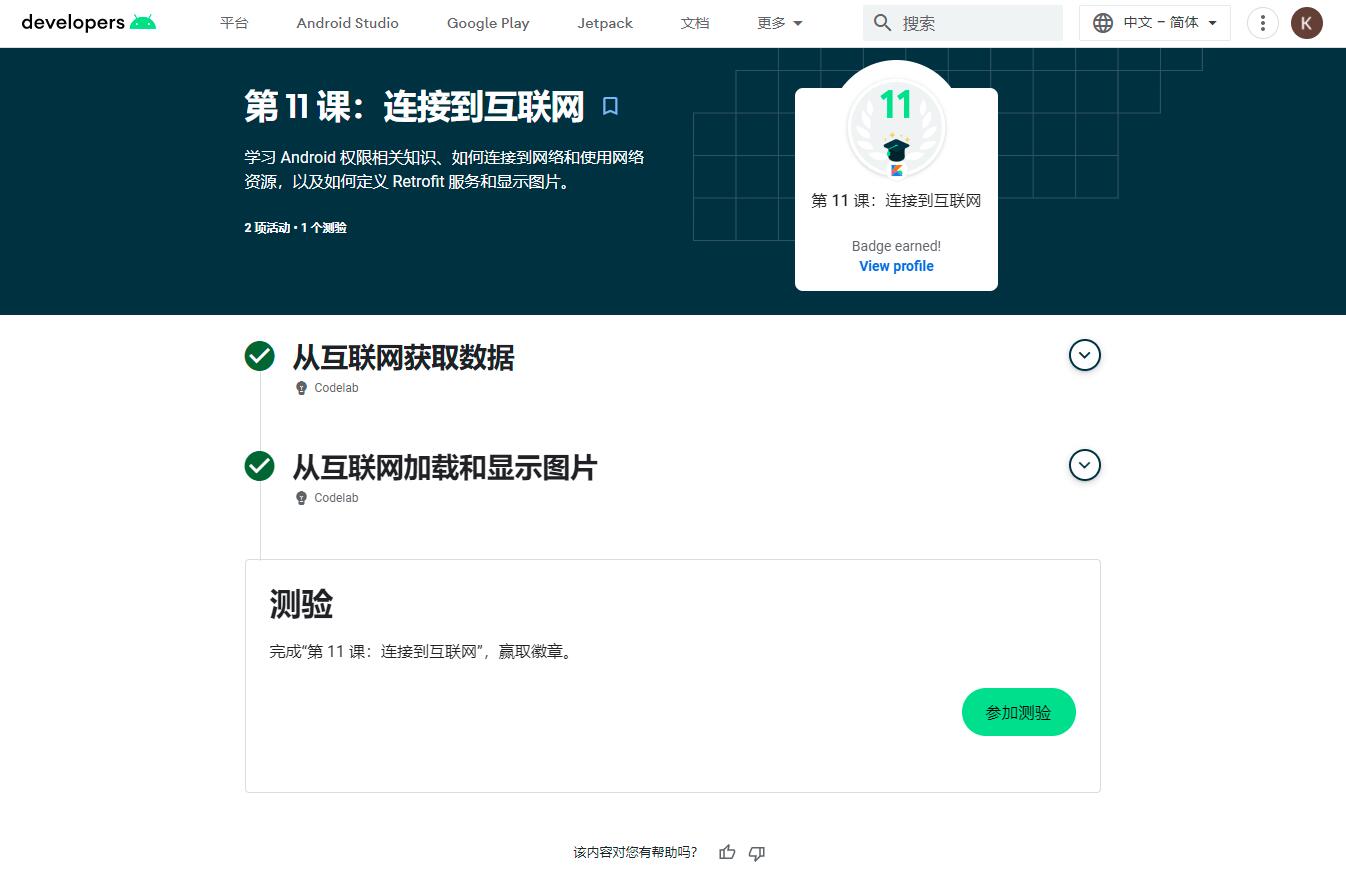 developers
平台
Android Studio
Google Play
Jetpack
文档
更多
搜索
中文 – 简体
K
第 11 课：连接到互联网
学习 Android 权限相关知识、如何连接到网络和使用网络
资源，以及如何定义 Retrofit 服务和显示图片。
2 项活动 • 1 个测验
11
第 11 课：连接到互联网
Badge earned!
View profile
从互联网获取数据
Codelab
从互联网加载和显示图片
Codelab
测验
完成“第 11 课：连接到互联网”，赢取徽章。
参加测验
该内容对您有帮助吗？